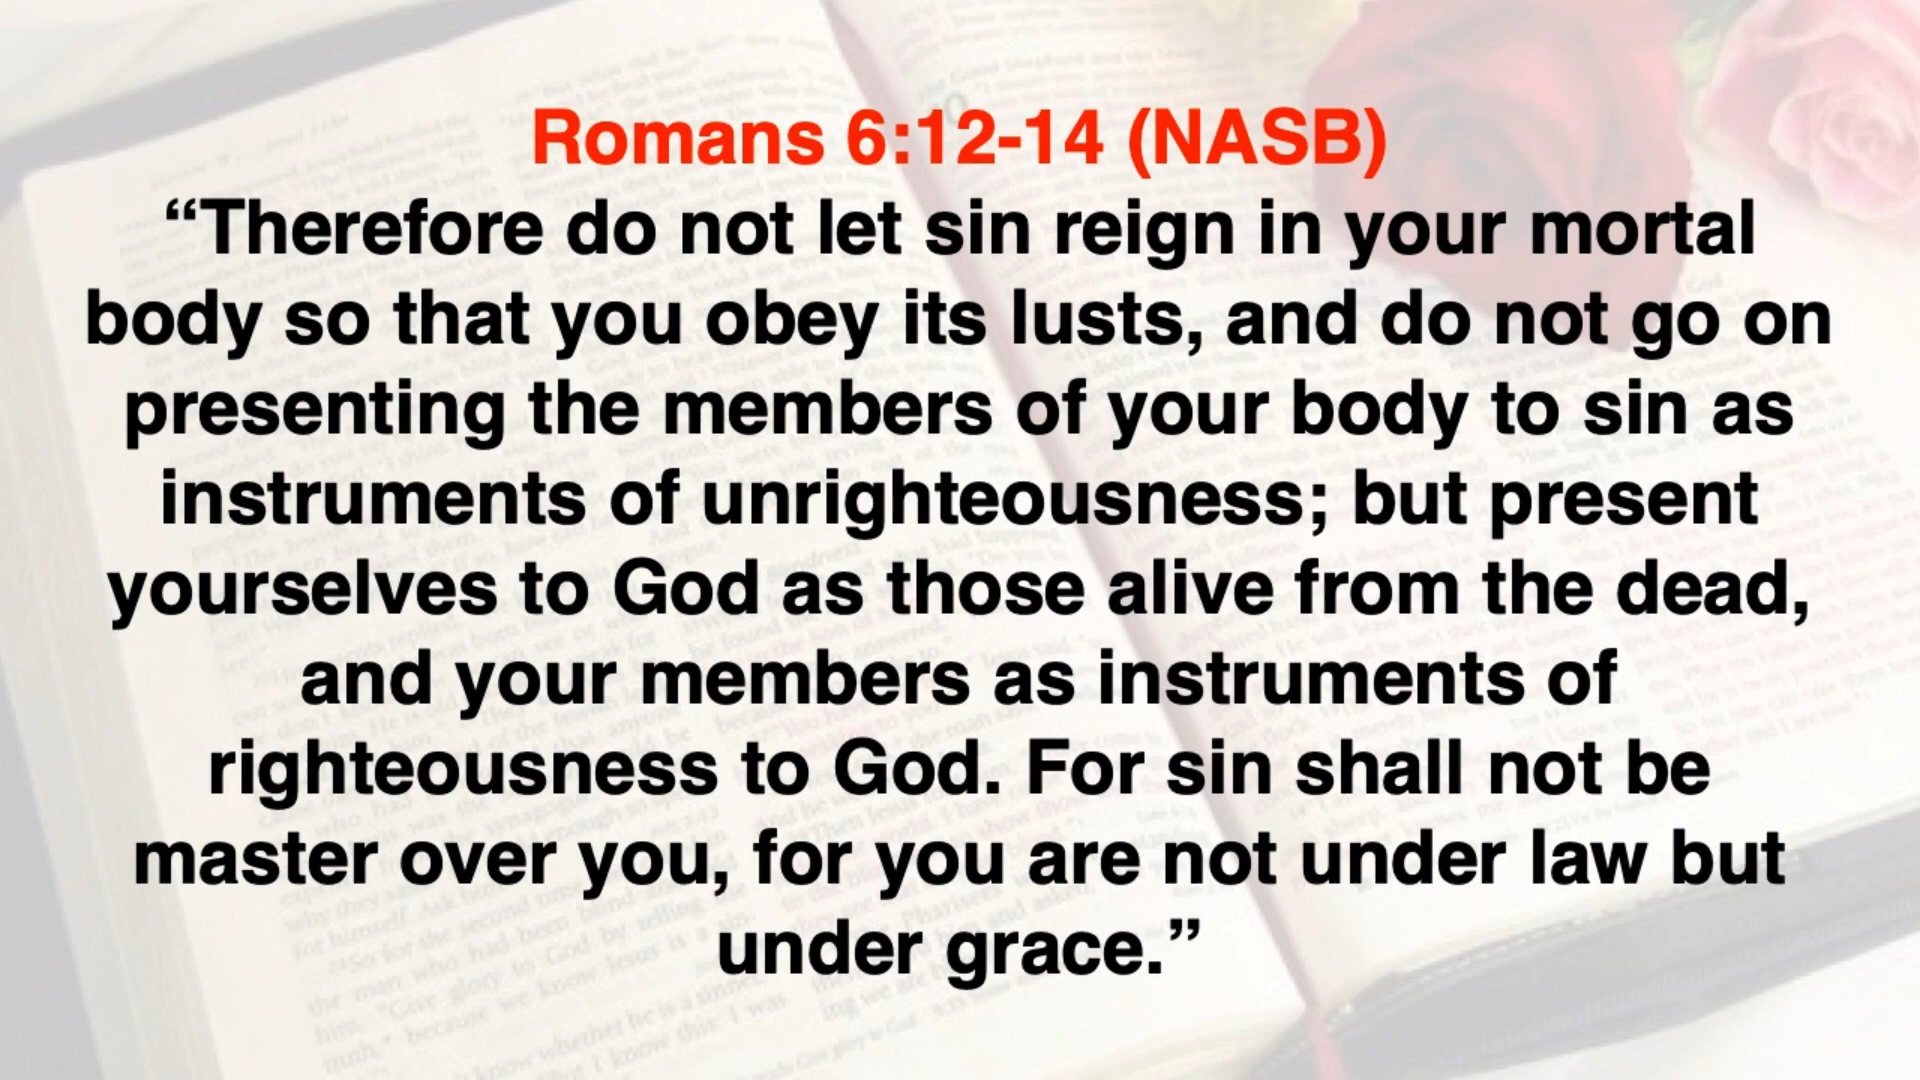 Romans 6:12-14 (NASB)
“Therefore do not let sin reign in your mortal
body so that you obey its lusts, and do not go on
presenting the members of your body to sin as
instruments of unrighteousness; but present
yourselves to God as those alive from the dead,
and your members as instruments of
righteousness to God. For sin shall not be
master over you, for you are not under law but
under grace.”